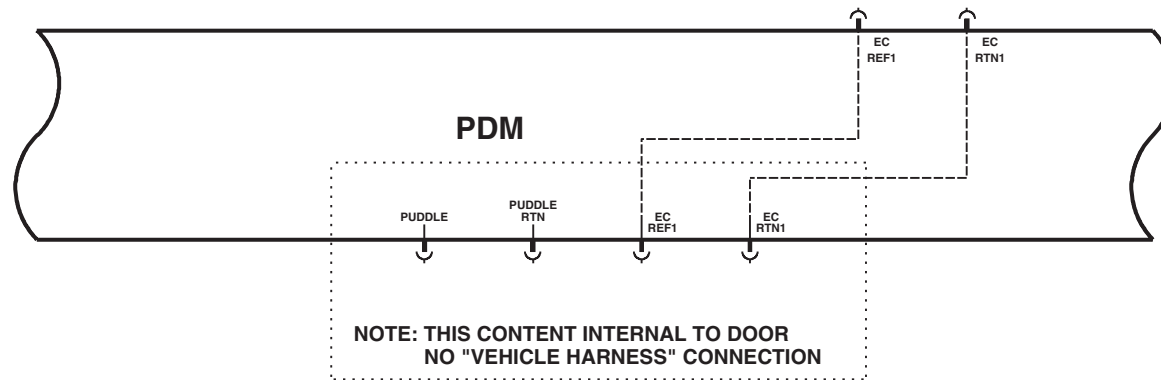 EC
REF1
EC
RTN1
PDM
PUDDLE
PUDDLE
RTN
EC
REF1
EC
RTN1
NOTE: THIS CONTENT INTERNAL TO DOOR
NO "VEHICLE HARNESS" CONNECTION